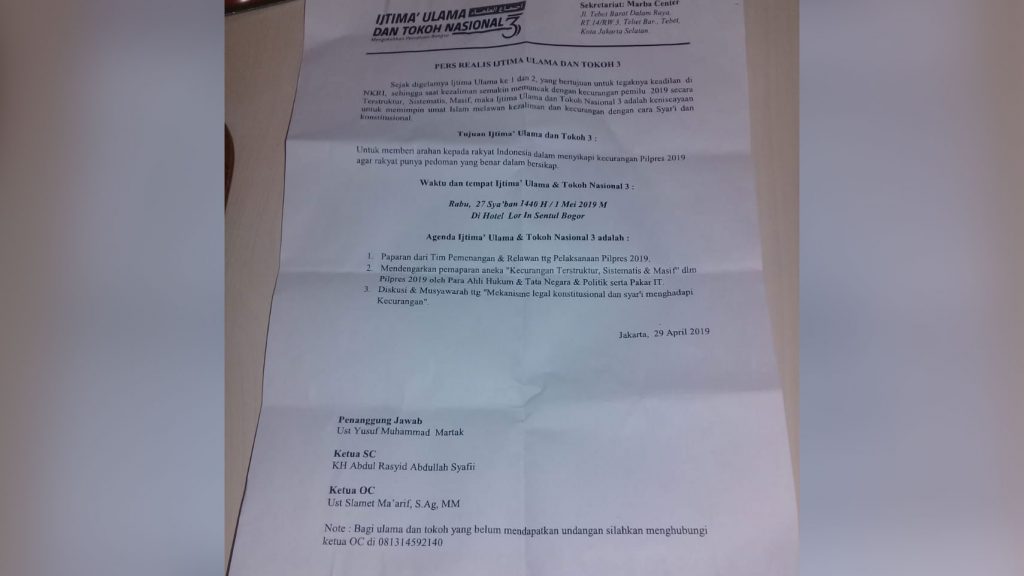 IJTIMA' ULAMA
DAN TOKOH NASIONAL 3
Sekretariat: Marba Center
Jl. Tebet Barat Dalam Raya,
RT.14/RW 3, Tebet Bar., Tebet,
Kota Jakarta Selatan.
PERS REALIS IJTIMA ULAMA DAN TOKOH 3
Sejak digelarnya Ijtima Ulama ke 1 dan 2, yang bertujuan untuk tegaknya keadilan di
NKRI, sehingga saat kezaliman semakin memuncak dengan kecurangan pemilu 2019 secara
Terstruktur, Sistematis, Masif, maka Ijtima Ulama dan Tokoh Nasional 3 adalah keniscayaan
untuk memimpin umat Islam melawan kezaliman dan kecurangan dengan cara Syar'i dan
konstitusional.
Tujuan Ijtima' Ulama dan Tokoh 3 :
Untuk memberi arahan kepada rakyat Indonesia dalam menyikapi kecurangan Pilpres 2019
agat rakyat punya pedoman yang benar dalam bersikap.
Waktu dan tempat Ijtima' Ulama & Tokoh Nasional 3 :
Rabu, 27 Sya'ban 1440 H / 1 Mei 2019 M
Di Hotel Lor In Sentul Bogor
Agenda Ijtima' Ulama & Tokoh Nasional 3 adalah :
1. Paparan dari Tim Pemenangan & Relawan ttg Pelaksanaan Pilpres 2019.
2. Mendengarkan pemaparan aneka "Kecurangan Terstruktur, Sistematis & Masif" dlm
Pilpres 2019 oleh Para Ahli Hukum & Tata Negara & Politik serta Pakar IT.
3. Diskusi & Musyawarah ttg "Mekanisme legal konstitusional dan syar'i menghadapi
Kecurangan".
Jakarta, 29 April 2019
Penanggung Jawab
Ust Yusuf Muhammad Martak
Ketua SC
KH Abdul Rasyid Abdullah Syafii
Ketua OC
Ust Slamet Ma'arif, S.Ag, MM
Note : Bagi ulama dan tokoh yang belum mendapatkan undangan silahkan menghubungi
ketua OC di 081314592140